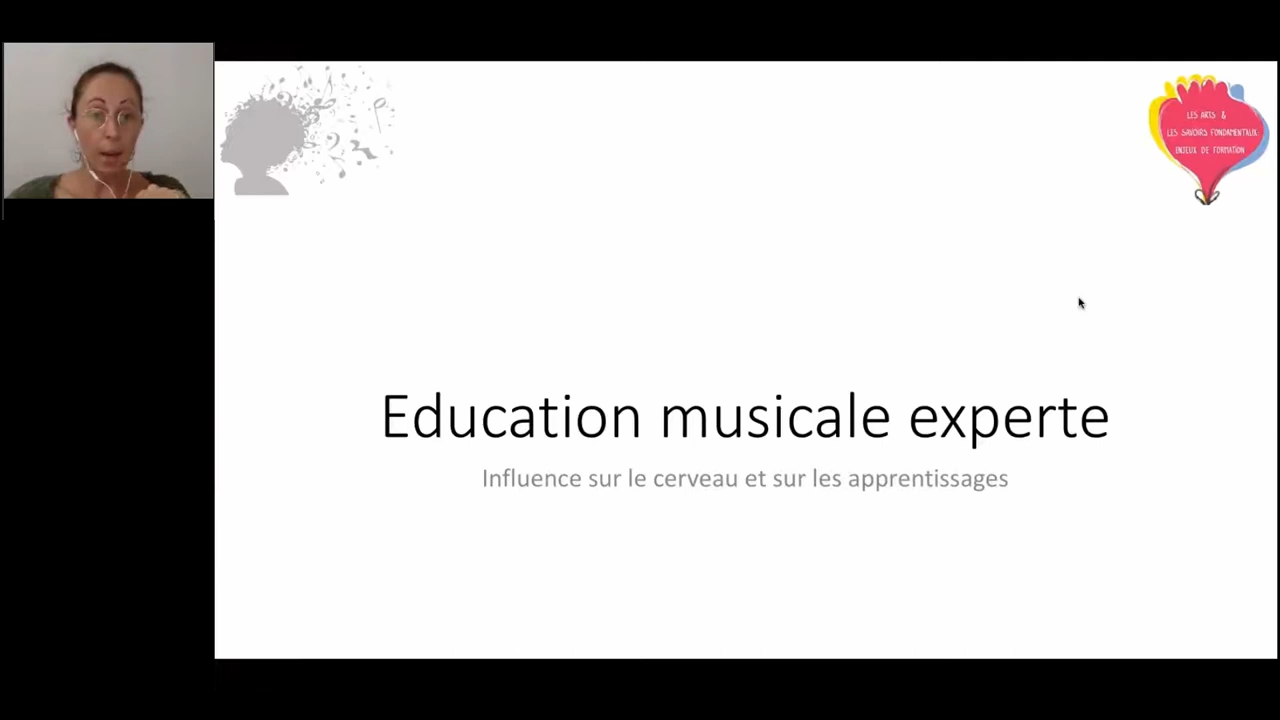 LES ARTS &
LES SAVOIRS FONDAMENTAUX
ENJEUX DE FORMATION
Education musicale experte
Influence sur le cerveau et sur les apprentissages